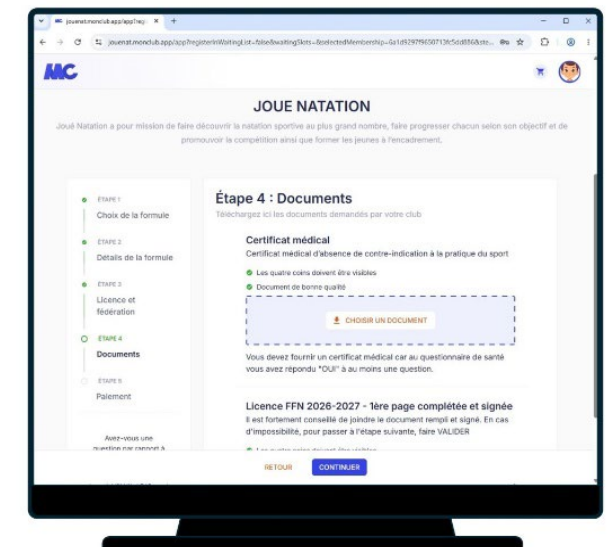 jouenat.monclub.app/app?reg
MC
JOUE NATATION
Joué Natation a pour mission de faire découvrir la natation sportive au plus grand nombre, faire progresser chacun selon son objectif et de
promouvoir la compétition ainsi que former les jeunes à l'encadrement.
ÉTAPE 1
Choix de la formule
ÉTAPE 2
Détails de la formule
ÉTAPE 3
Licence et
fédération
ÉTAPE 4
Documents
ÉTAPE 5
Paiement
Avez-vous une
question par rapport à
Étape 4 : Documents
Téléchargez ici les documents demandés par votre club
Certificat médical
Certificat médical d'absence de contre-indication à la pratique du sport
Les quatre coins doivent être visibles
Document de bonne qualité
CHOISIR UN DOCUMENT
Vous devez fournir un certificat médical car au questionnaire de santé
vous avez répondu "OUI" à au moins une question.
Licence FFN 2026-2027 - 1ère page complétée et signée
Il est fortement conseillé de joindre le document rempli et signé. En cas
d'impossibilité, pour passer à l'étape suivante, faire VALIDER
Les quatre coins doivent être visibles
RETOUR
CONTINUER